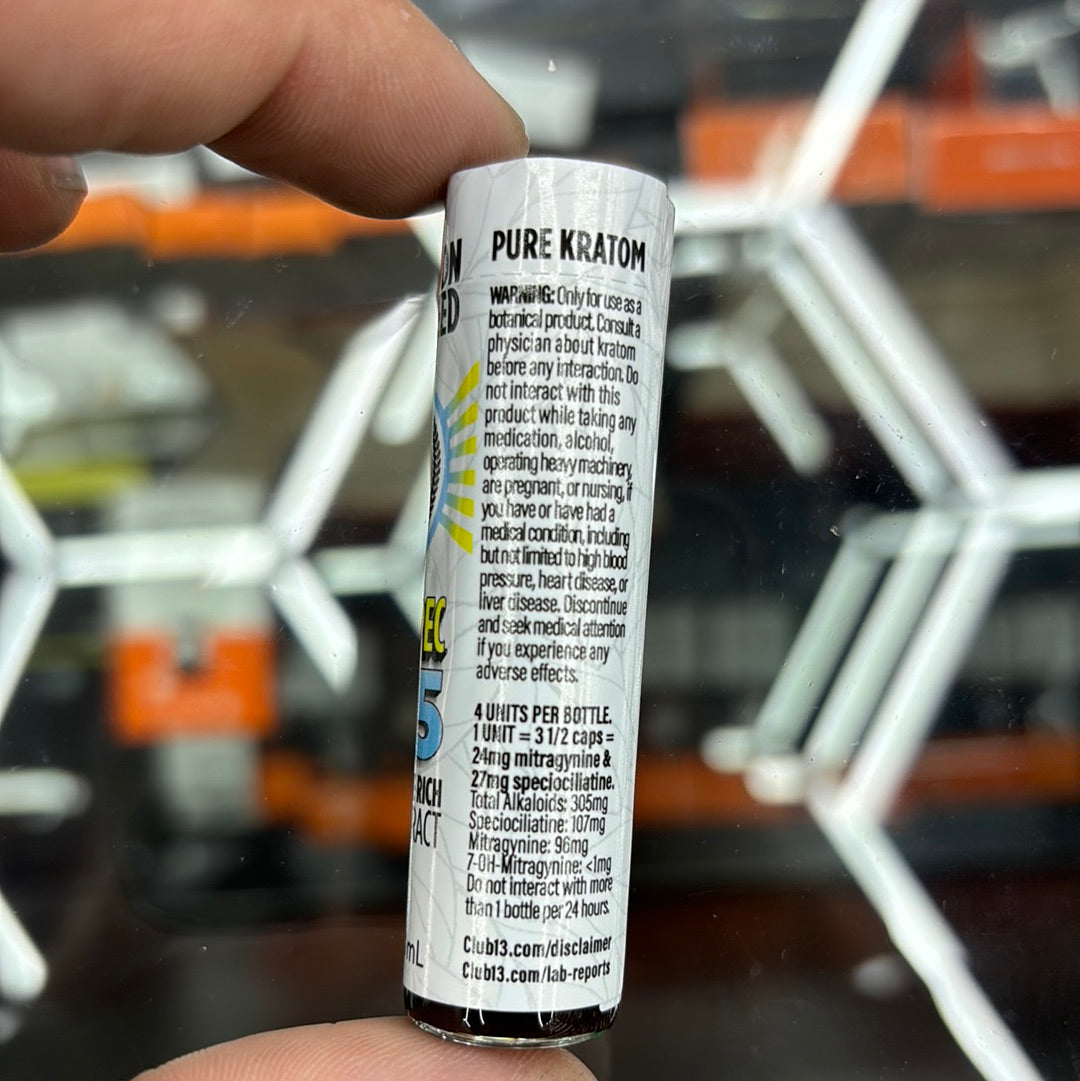 ON
ED
EC
5
RICH
RACT
mL
PURE KRATOM
WARNING: Only for use as a
botanical product. Consult a
physician about kratom
before any interaction. Do
not interact with this
product while taking any
medication, alcohol,
operating heavy machinery,
are pregnant, or nursing, if
you have or have had a
medical condition, including
but not limited to high blood
pressure, heart disease, or
liver disease. Discontinue
and seek medical attention
if you experience any
adverse effects.
4 UNITS PER BOTTLE.
1 UNIT = 3 1/2 caps =
24mg mitragynine &
27mg speciociliatine.
Total Alkaloids: 305mg
Speciociliatine: 107mg
Mitragynine: 96mg
7-OH-Mitragynine: <1mg
Do not interact with more
than 1 bottle per 24 hours.
Club13.com/disclaimer
Club13.com/lab-reports